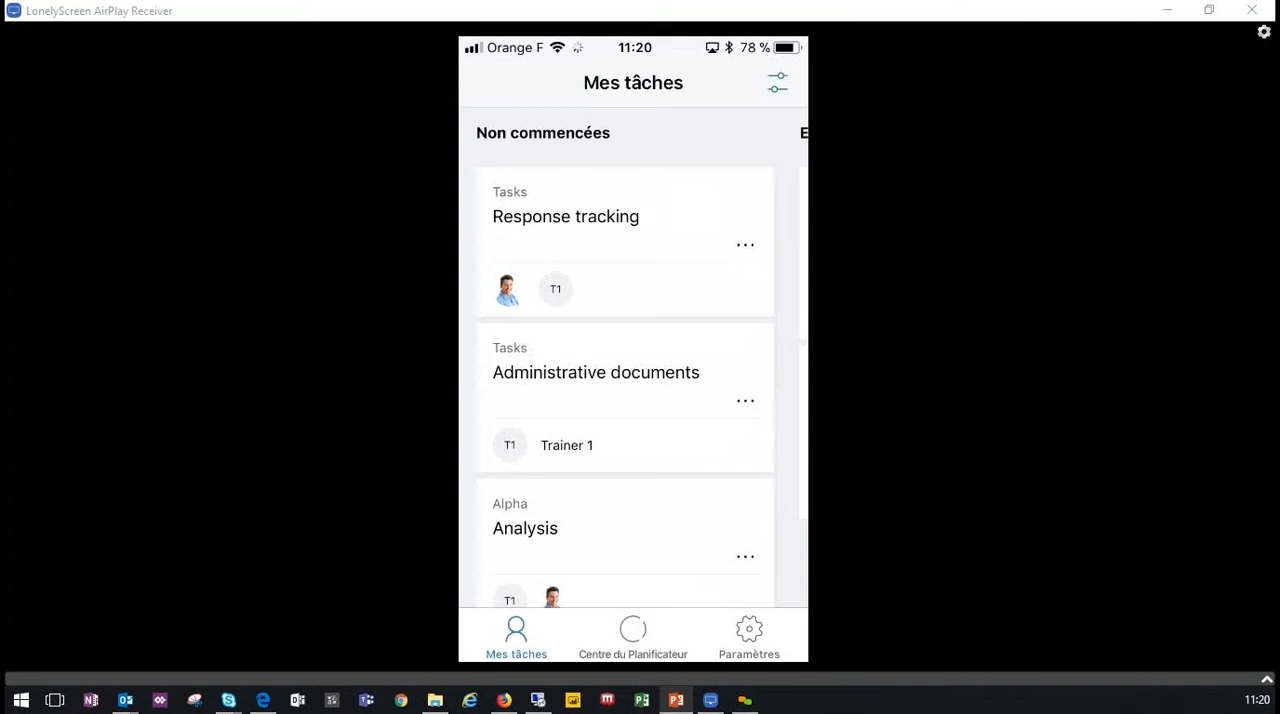 LonelyScreen AirPlay Receiver
Orange F 11:20 78 %
Mes tâches
Non commencées E
Tasks
Response tracking
T1
Tasks
Administrative documents
T1 Trainer 1
Alpha
Analysis
T1
Mes tâches Centre du Planificateur Paramètres
11:20